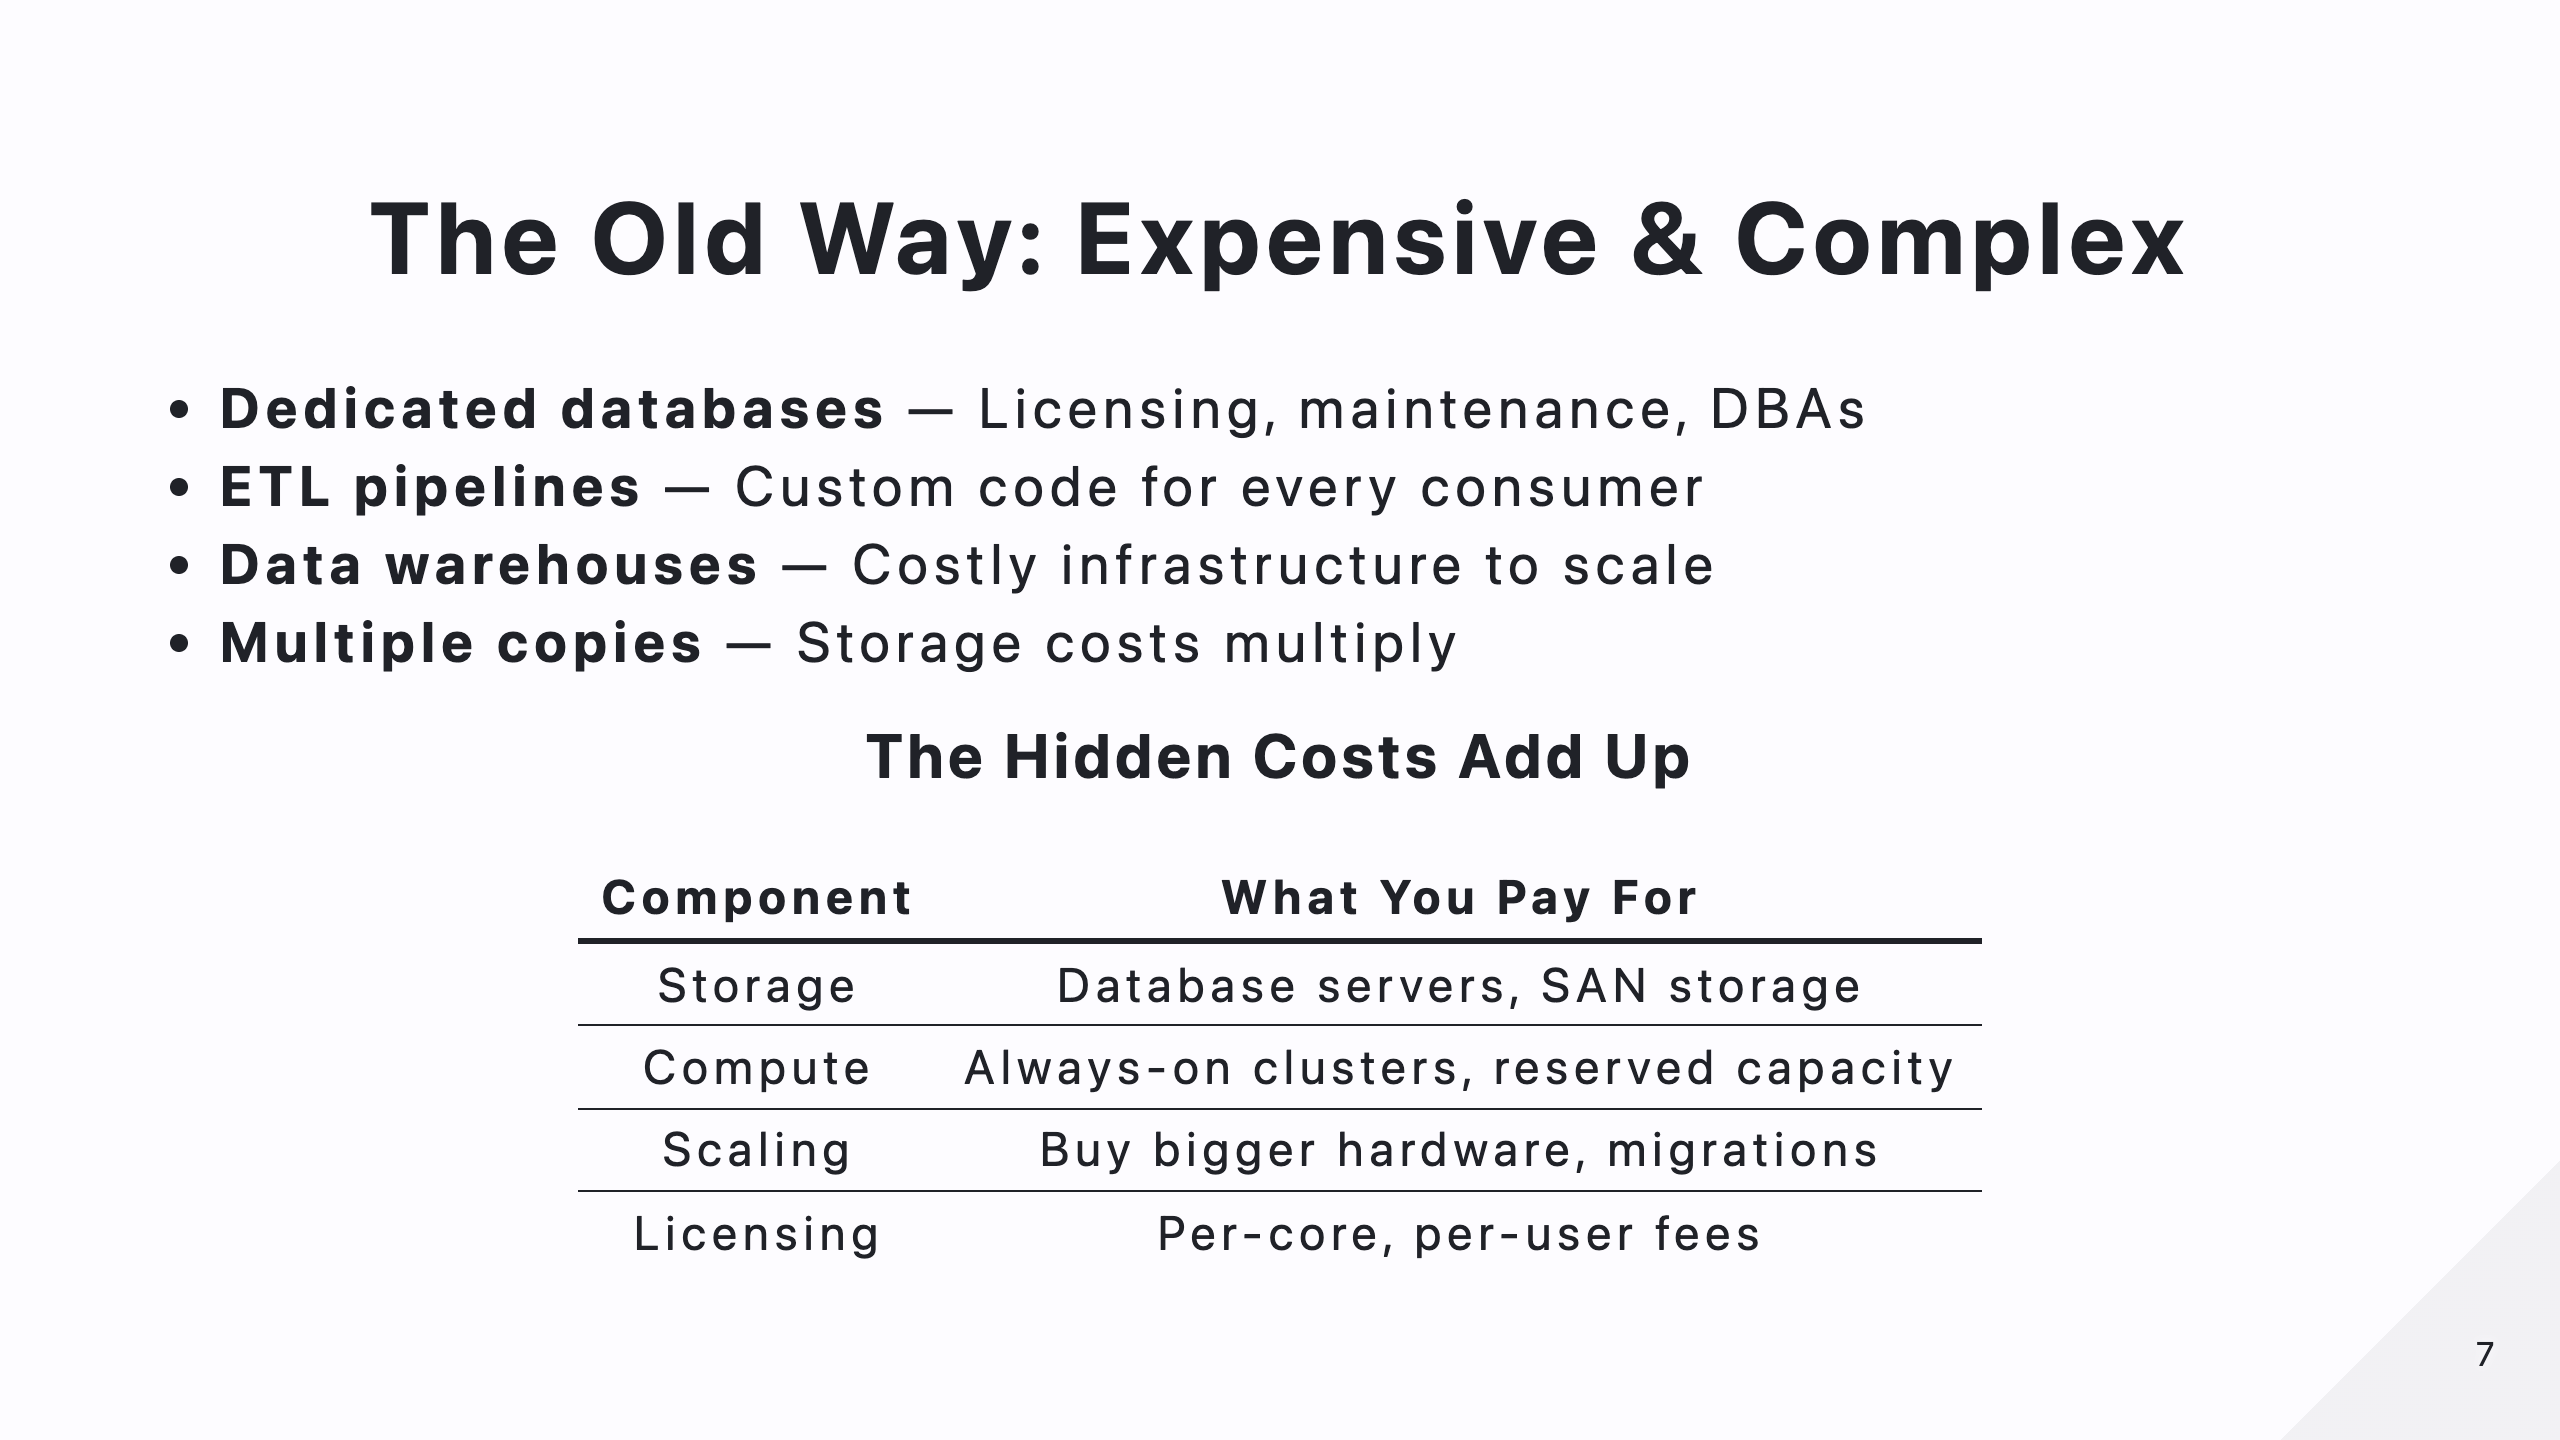 The Old Way: Expensive & Complex
• Dedicated databases — Licensing, maintenance, DBAs
• ETL pipelines — Custom code for every consumer
• Data warehouses — Costly infrastructure to scale
• Multiple copies — Storage costs multiply
The Hidden Costs Add Up
Component What You Pay For
Storage Database servers, SAN storage
Compute Always-on clusters, reserved capacity
Scaling Buy bigger hardware, migrations
Licensing Per-core, per-user fees
7